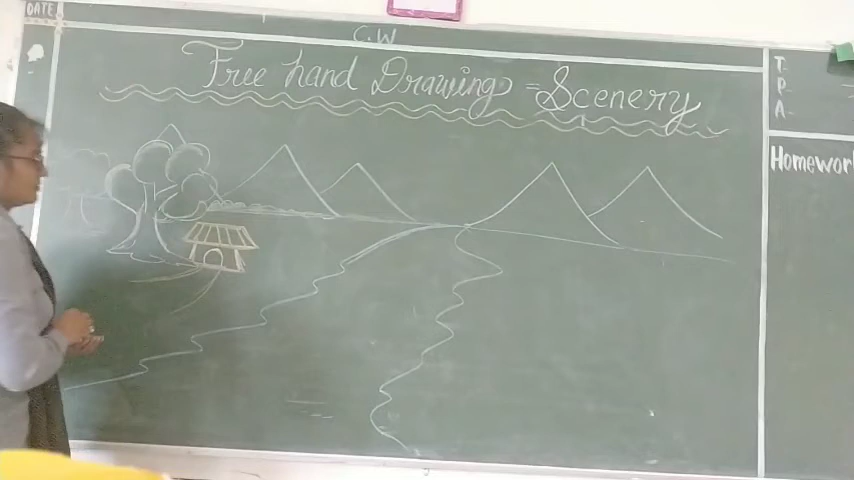 DATE
C.W
Free hand Drawing = Scenery
T.
P.
A.
Homewor